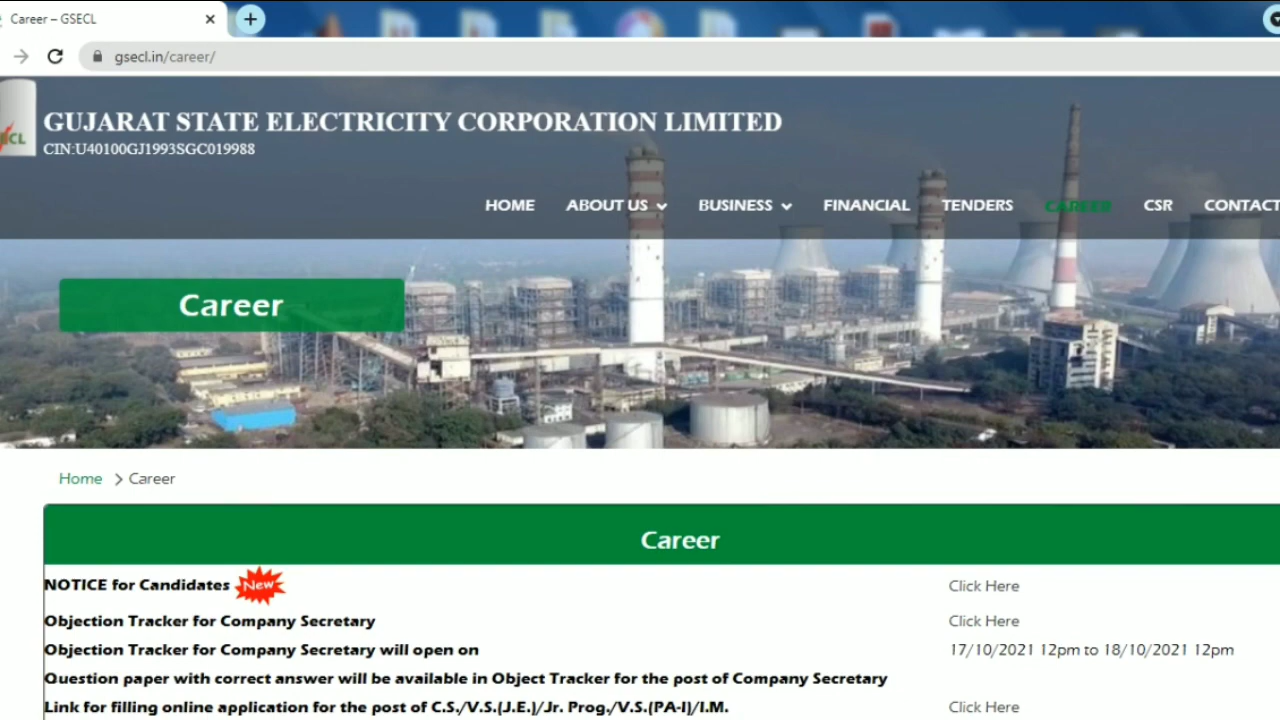 Career – GSECL
gsecl.in/career/
GUJARAT STATE ELECTRICITY CORPORATION LIMITED
CIN:U40100GJ1993SGC019988
HOME ABOUT US BUSINESS FINANCIAL TENDERS CAREER CSR CONTACT
Career
Home > Career
Career
NOTICE for Candidates New Click Here
Objection Tracker for Company Secretary Click Here
Objection Tracker for Company Secretary will open on 17/10/2021 12pm to 18/10/2021 12pm
Question paper with correct answer will be available in Object Tracker for the post of Company Secretary
Link for filling online application for the post of C.S./V.S.(J.E.)/Jr. Prog./V.S.(PA-I)/I.M. Click Here